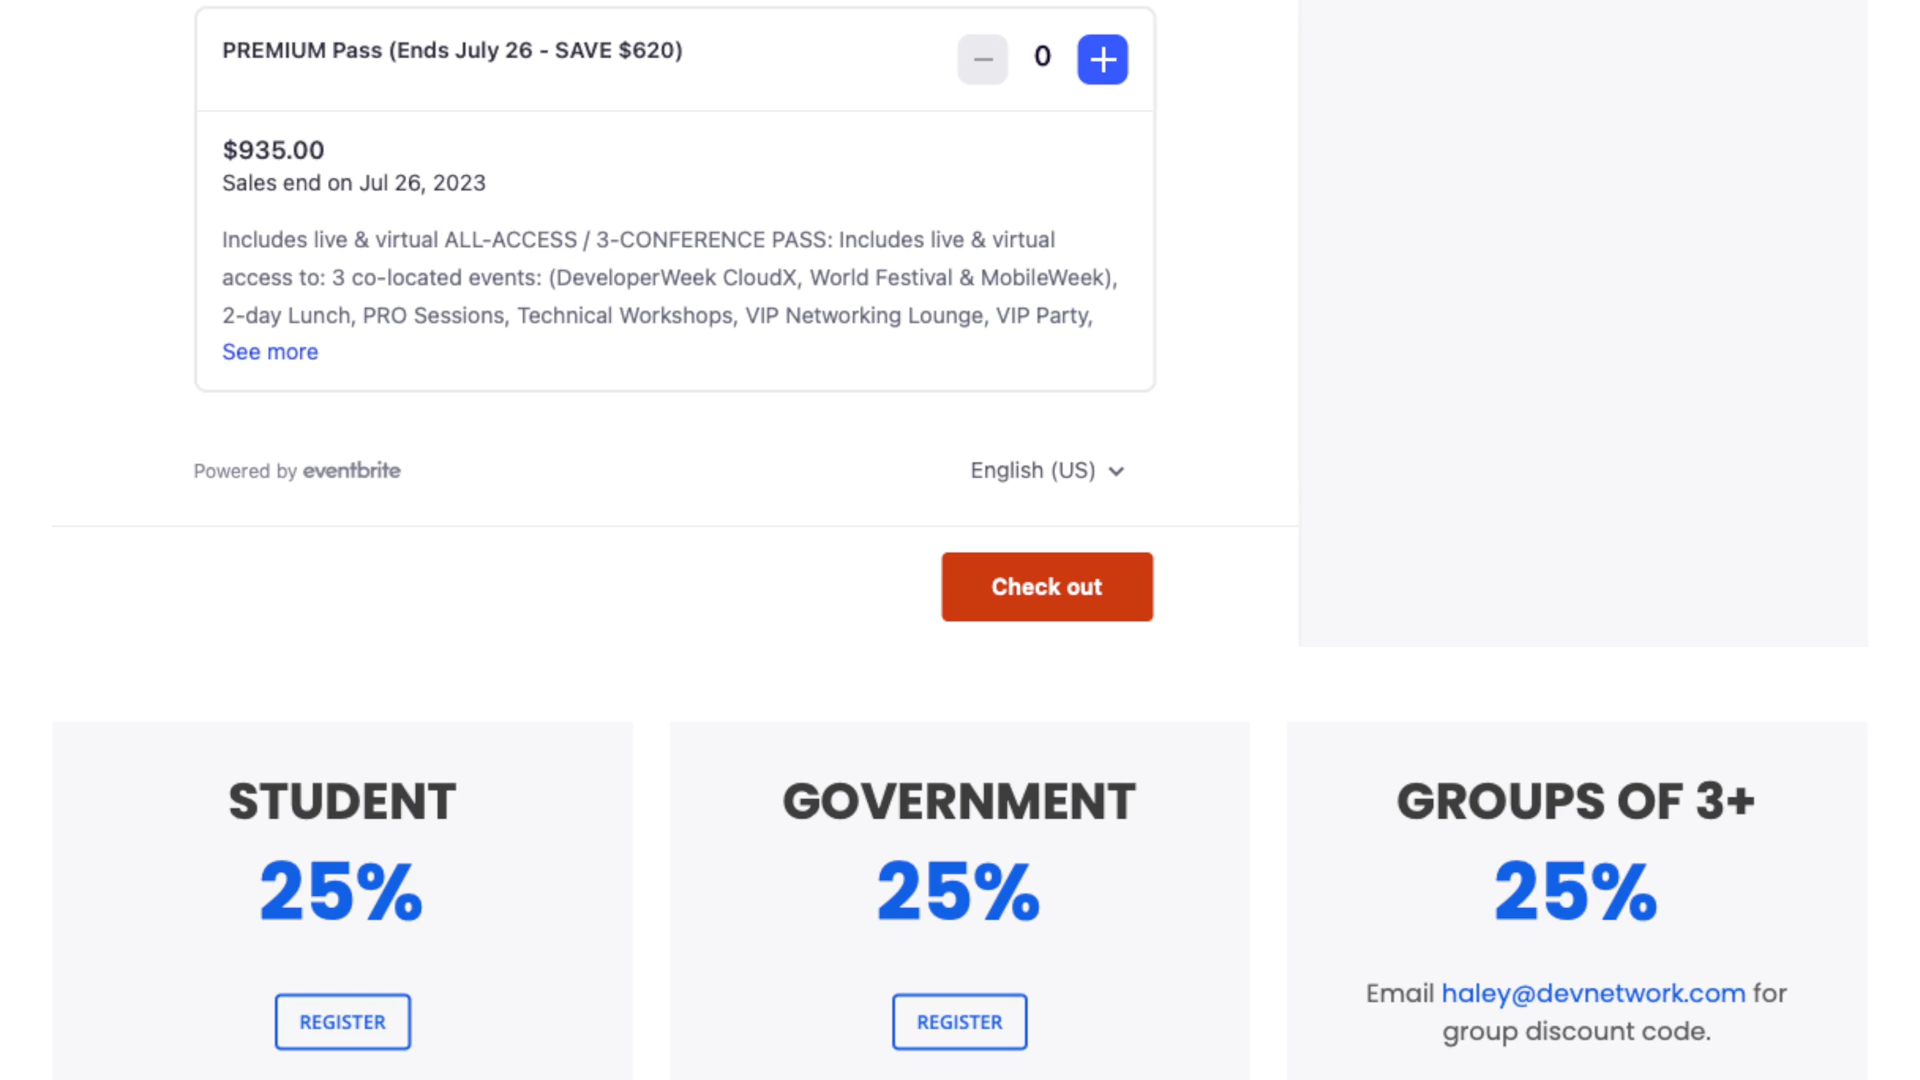 PREMIUM Pass (Ends July 26 - SAVE $620)
0
$935.00
Sales end on Jul 26, 2023
Includes live & virtual ALL-ACCESS / 3-CONFERENCE PASS: Includes live & virtual
access to: 3 co-located events: (DeveloperWeek CloudX, World Festival & MobileWeek),
2-day Lunch, PRO Sessions, Technical Workshops, VIP Networking Lounge, VIP Party,
See more
Powered by eventbrite
English (US)
Check out
STUDENT
25%
REGISTER
GOVERNMENT
25%
REGISTER
GROUPS OF 3+
25%
Email haley@devnetwork.com for
group discount code.